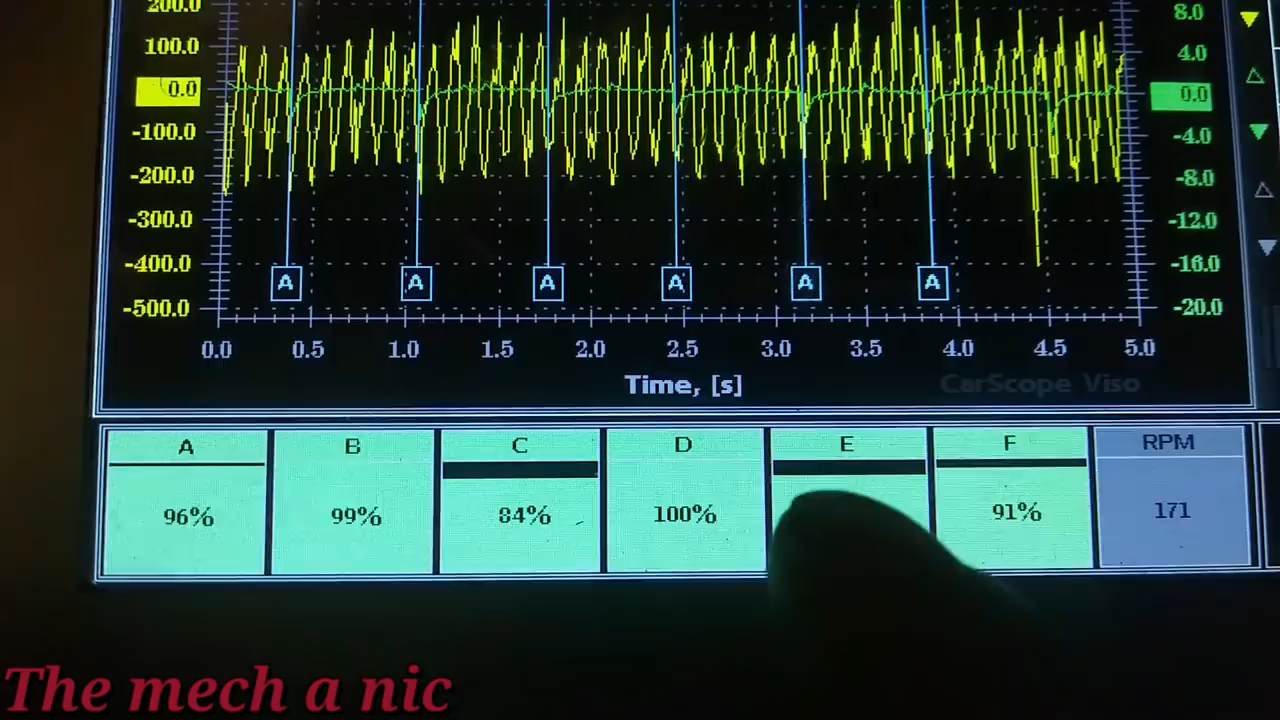 200.0 8.0
100.0 4.0
0.0 0.0
-100.0 -4.0
-200.0 -8.0
-300.0 -12.0
-400.0 -16.0
A A A A A A
-500.0 -20.0
0.0 0.5 1.0 1.5 2.0 2.5 3.0 3.5 4.0 4.5 5.0
Time, [s] CarScope Viso
A B C D E F RPM
96% 99% 84% 100% 91% 171
The mech a nic